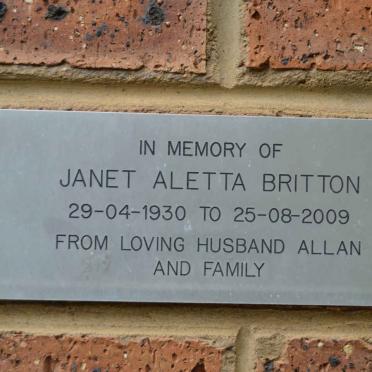 IN MEMORY OF
JANET ALETTA BRITTON
29-04-1930 TO 25-08-2009
FROM LOVING HUSBAND ALLAN
AND FAMILY